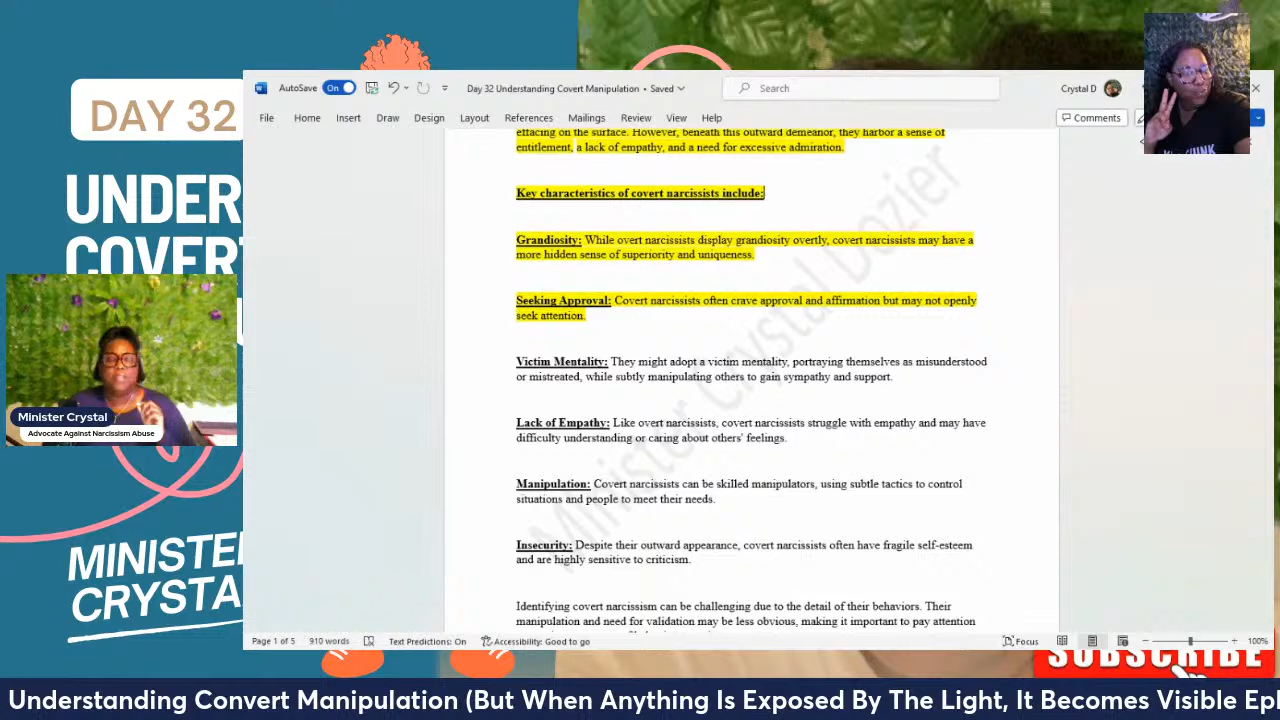 DAY 32
UNDER
COVER
MINISTE
CRYSTA
AutoSave On
Day 32 Understanding Covert Manipulation • Saved
Search
Crystal D
File Home Insert Draw Design Layout References Mailings Review View Help
Comments
effacing on the surface. However, beneath this outward demeanor, they harbor a sense of
entitlement, a lack of empathy, and a need for excessive admiration.
Key characteristics of covert narcissists include:
Grandiosity: While overt narcissists display grandiosity overtly, covert narcissists may have a
more hidden sense of superiority and uniqueness.
Seeking Approval: Covert narcissists often crave approval and affirmation but may not openly
seek attention.
Victim Mentality: They might adopt a victim mentality, portraying themselves as misunderstood
or mistreated, while subtly manipulating others to gain sympathy and support.
Lack of Empathy: Like overt narcissists, covert narcissists struggle with empathy and may have
difficulty understanding or caring about others' feelings.
Manipulation: Covert narcissists can be skilled manipulators, using subtle tactics to control
situations and people to meet their needs.
Insecurity: Despite their outward appearance, covert narcissists often have fragile self-esteem
and are highly sensitive to criticism.
Identifying covert narcissism can be challenging due to the detail of their behaviors. Their
manipulation and need for validation may be less obvious, making it important to pay attention
Minister Crystal Dozier
Minister Crystal
Advocate Against Narcissism Abuse
Page 1 of 5 910 words Text Predictions: On Accessibility: Good to go Focus 100%
SUBSCRIBE
Understanding Convert Manipulation (But When Anything Is Exposed By The Light, It Becomes Visible Ep